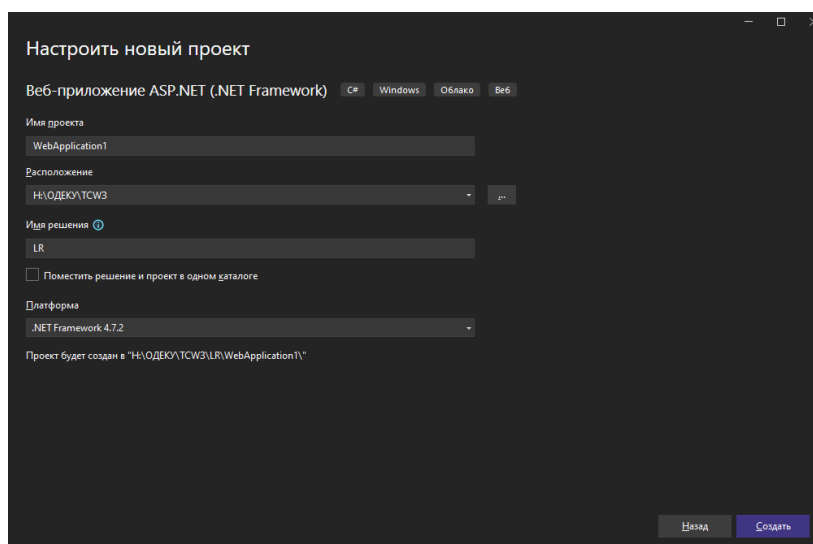 Настроить новый проект
Веб-приложение ASP.NET (.NET Framework) C# Windows Облако Веб
Имя проекта
WebApplication1
Расположение
H:\ОДЕКУ\TCW3 ...
Имя решения
LR
Поместить решение и проект в одном каталоге
Платформа
.NET Framework 4.7.2
Проект будет создан в "H:\ОДЕКУ\TCW3\LR\WebApplication1\"
Назад Создать